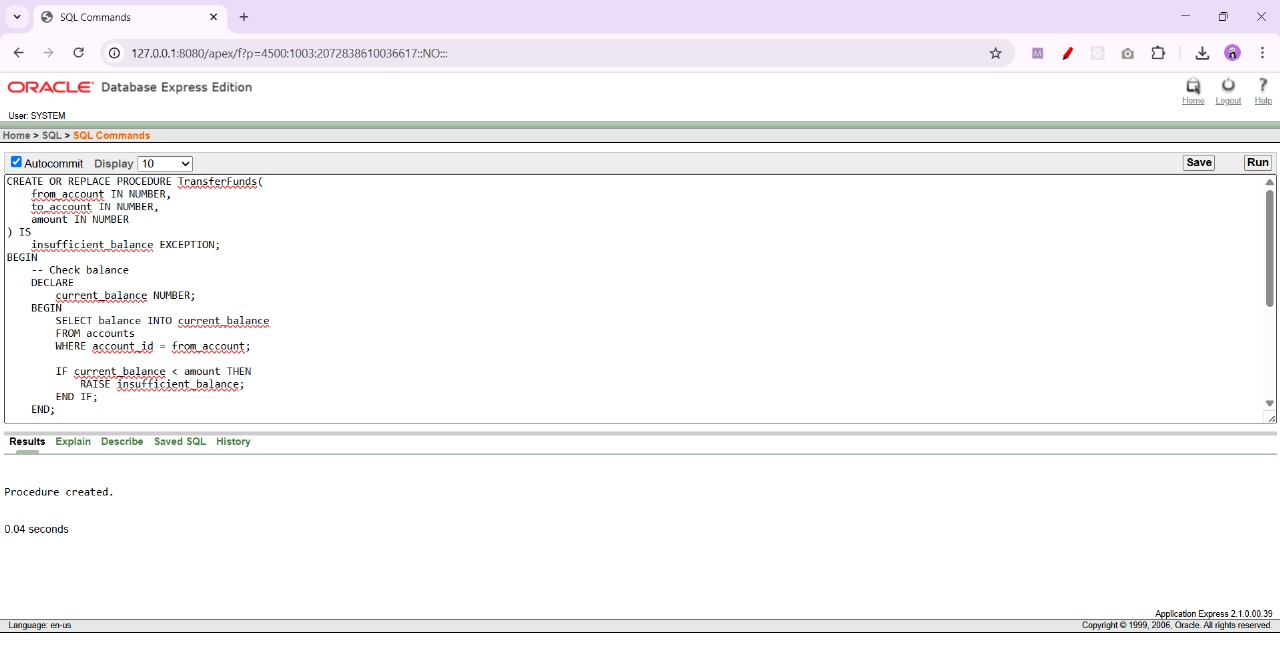 SQL Commands
127.0.0.1:8080/apex/f?p=4500:1003:2072838610036617::NO:::
ORACLE Database Express Edition
Home Logout Help
User: SYSTEM
Home > SQL > SQL Commands
Autocommit Display 10 Save Run
CREATE OR REPLACE PROCEDURE TransferFunds(
from_account IN NUMBER,
to_account IN NUMBER,
amount IN NUMBER
) IS
insufficient_balance EXCEPTION;
BEGIN
-- Check balance
DECLARE
current_balance NUMBER;
BEGIN
SELECT balance INTO current_balance
FROM accounts
WHERE account_id = from_account;
IF current_balance < amount THEN
RAISE insufficient_balance;
END IF;
END;
Results Explain Describe Saved SQL History
Procedure created.
0.04 seconds
Application Express 2.1.0.00.39
Language: en-us Copyright © 1999, 2006, Oracle. All rights reserved.